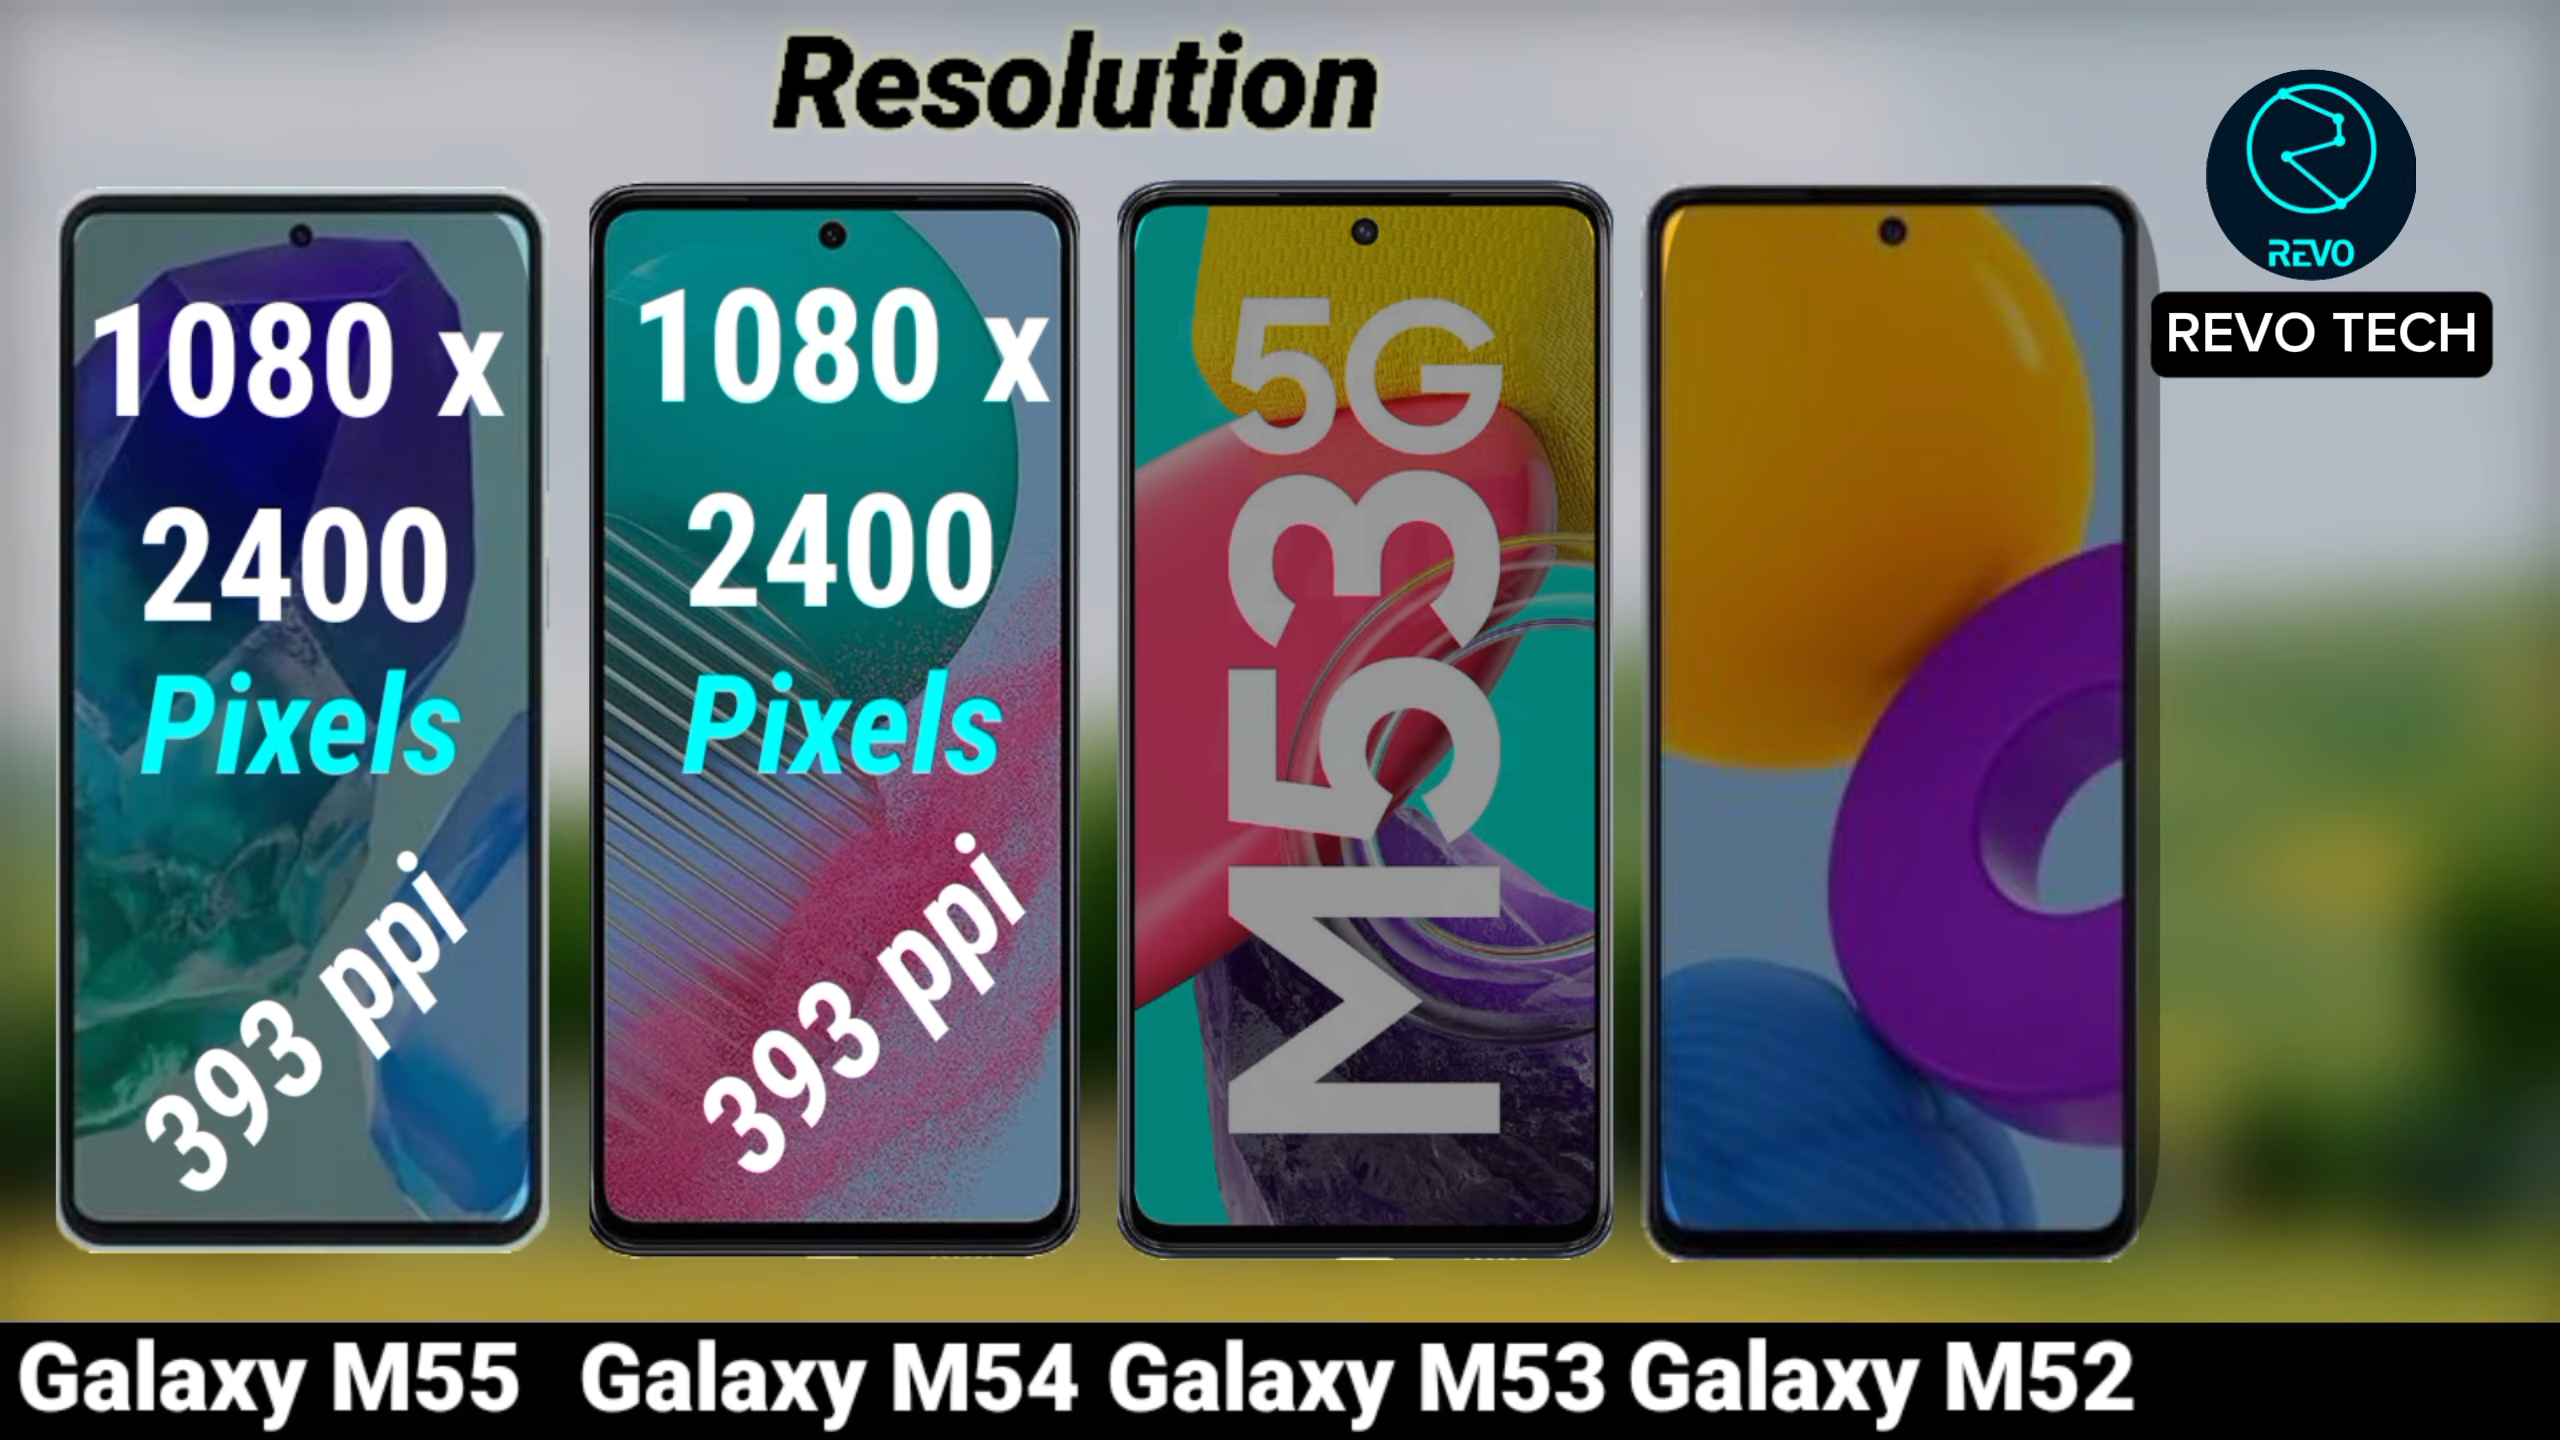 Resolution
REVO
REVO TECH
1080 x
2400
Pixels
393 ppi
1080 x
2400
Pixels
393 ppi
M53 5G
Galaxy M55
Galaxy M54
Galaxy M53
Galaxy M52